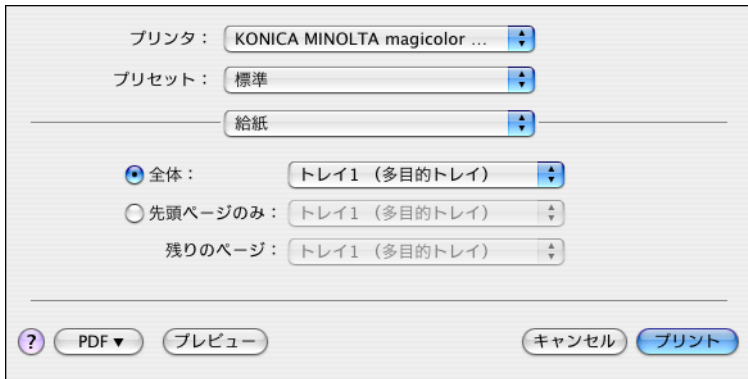 プリンタ： KONICA MINOLTA magicolor ...
プリセット： 標準
給紙
全体： トレイ1 （多目的トレイ）
先頭ページのみ： トレイ1 （多目的トレイ）
残りのページ： トレイ1 （多目的トレイ）
? PDF▼ プレビュー キャンセル プリント